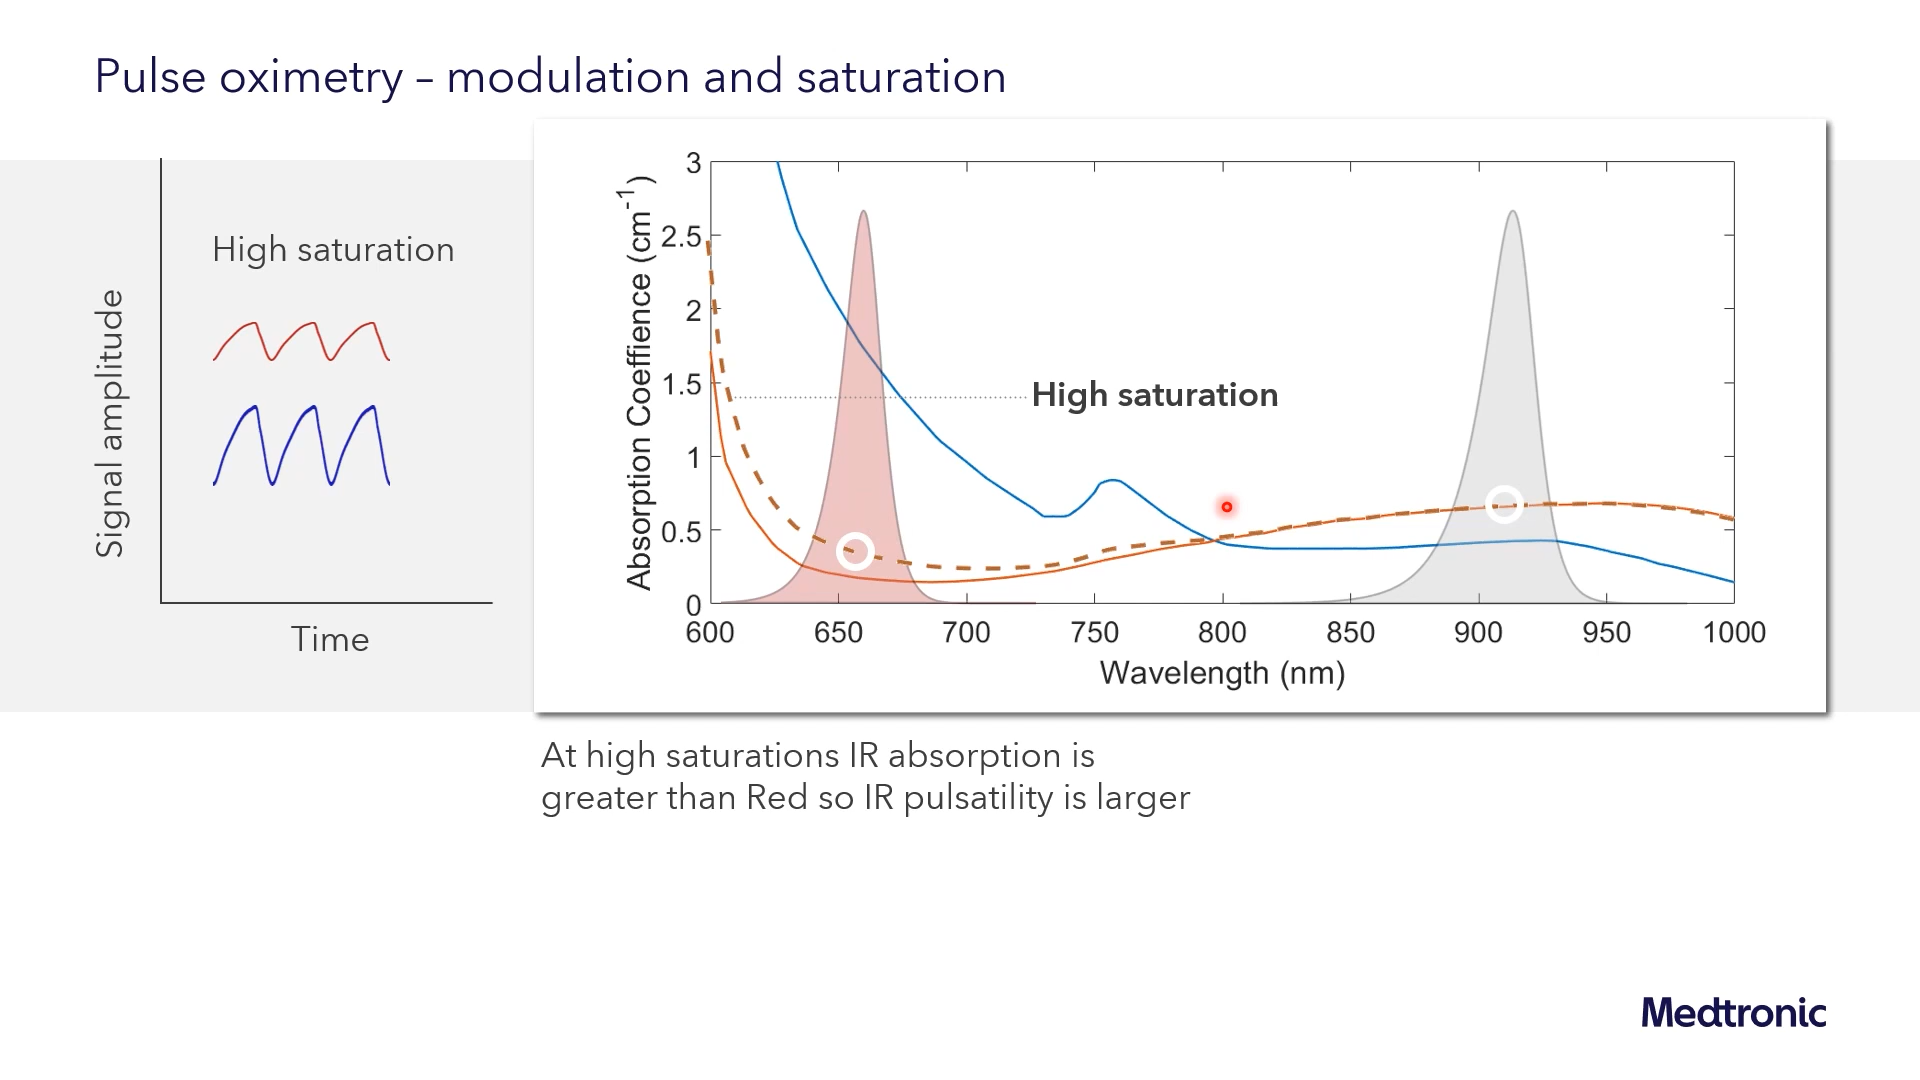 Pulse oximetry – modulation and saturation
Signal amplitude
High saturation
Time
Absorption Coeffience (cm-1)
3
2.5
2
1.5
1
0.5
0
High saturation
600 650 700 750 800 850 900 950 1000
Wavelength (nm)
At high saturations IR absorption is
greater than Red so IR pulsatility is larger
Medtronic